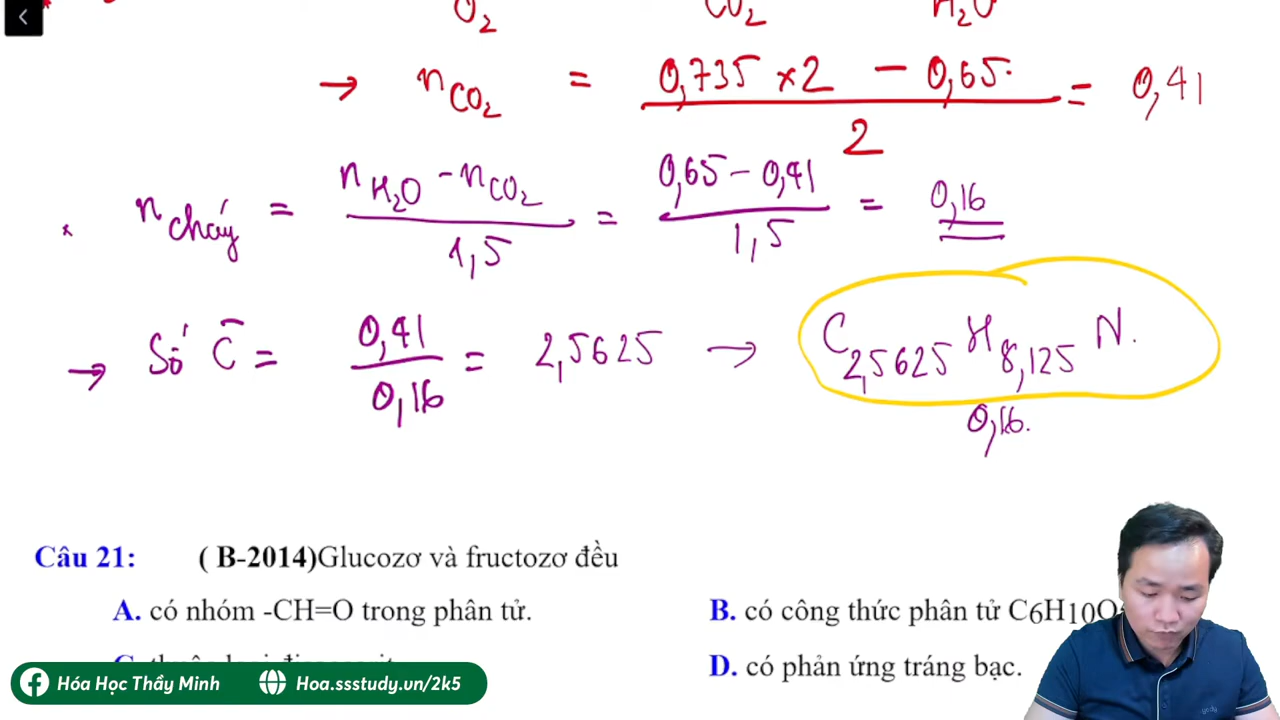 O₂ CO₂ H₂O
→ nCO₂ = (0,735 × 2 - 0,65) / 2 = 0,41
* ncháy = (nH₂O - nCO₂) / 1,5 = (0,65 - 0,41) / 1,5 = 0,16
→ Số C̄ = 0,41 / 0,16 = 2,5625 → C₂,₅₆₂₅ H₈,₁₂₅ N.
0,16.
Câu 21: ( B-2014)Glucozơ và fructozơ đều
A. có nhóm -CH=O trong phân tử.
B. có công thức phân tử C6H10O
D. có phản ứng tráng bạc.
Hóa Học Thầy Minh
Hoa.ssstudy.vn/2k5